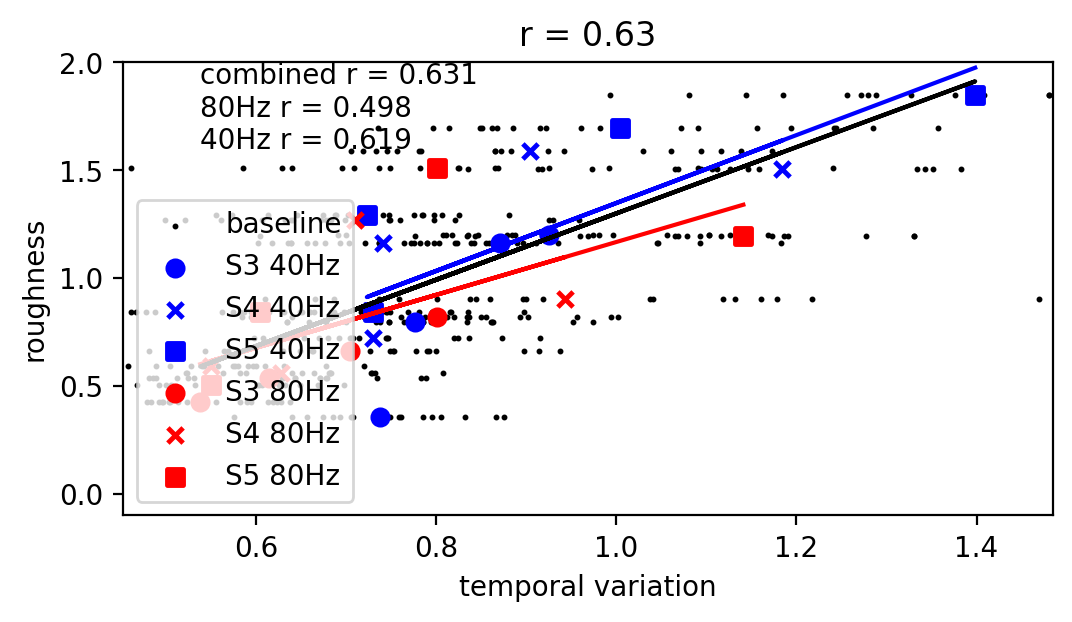 r = 0.63
combined r = 0.631
80Hz r = 0.498
40Hz r = 0.619
2.0
1.5
1.0
0.5
0.0
roughness
baseline
S3 40Hz
S4 40Hz
S5 40Hz
S3 80Hz
S4 80Hz
S5 80Hz
0.6 0.8 1.0 1.2 1.4
temporal variation